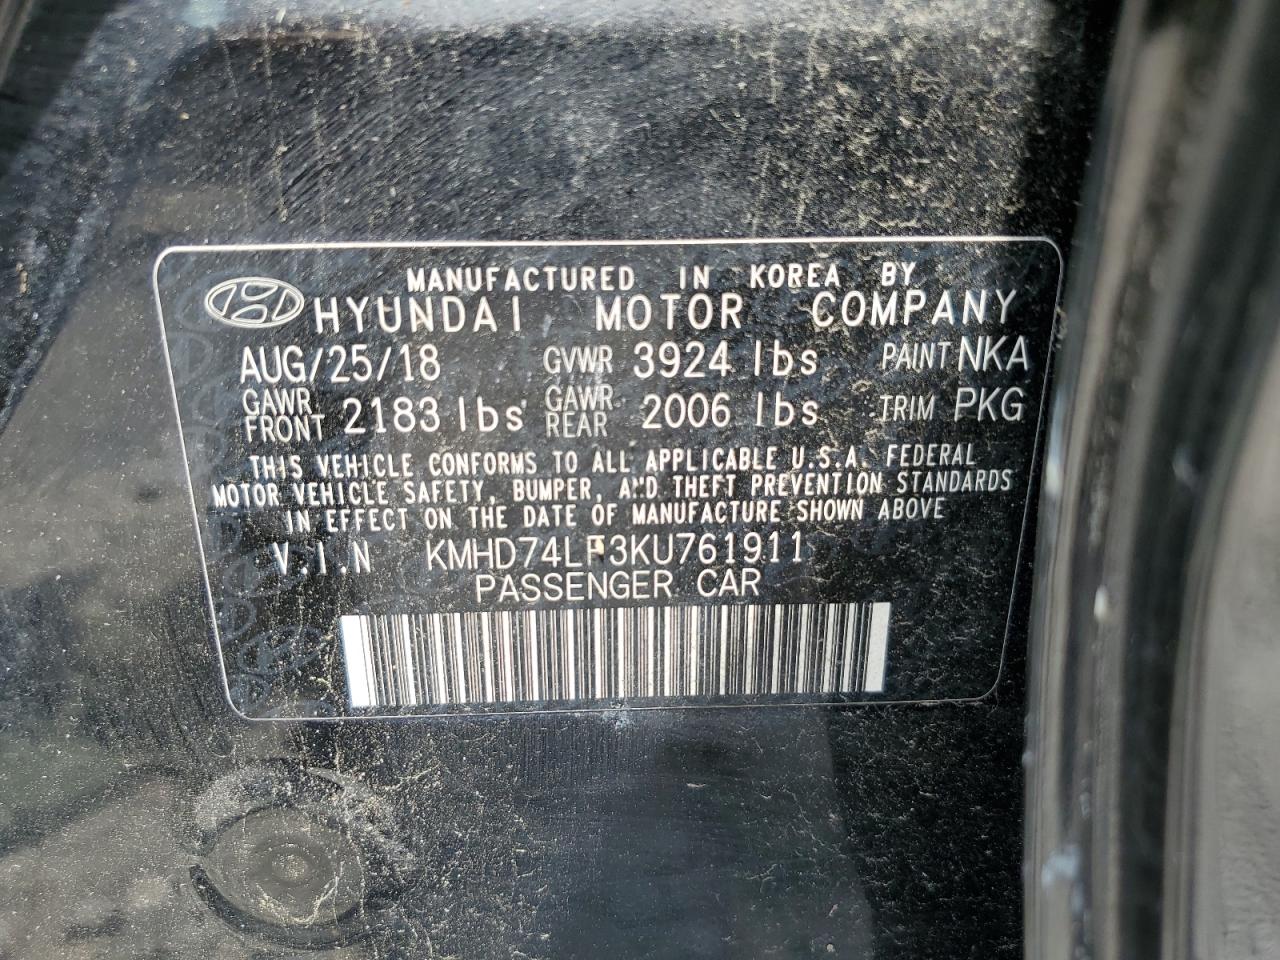 MANUFACTURED IN KOREA BY
HYUNDAI MOTOR COMPANY
AUG/25/18 GVWR 3924 lbs PAINT NKA
GAWR FRONT 2183 lbs GAWR REAR 2006 lbs TRIM PKG
THIS VEHICLE CONFORMS TO ALL APPLICABLE U.S.A. FEDERAL
MOTOR VEHICLE SAFETY, BUMPER, AND THEFT PREVENTION STANDARDS
IN EFFECT ON THE DATE OF MANUFACTURE SHOWN ABOVE
V.I.N KMHD74LF3KU761911
PASSENGER CAR